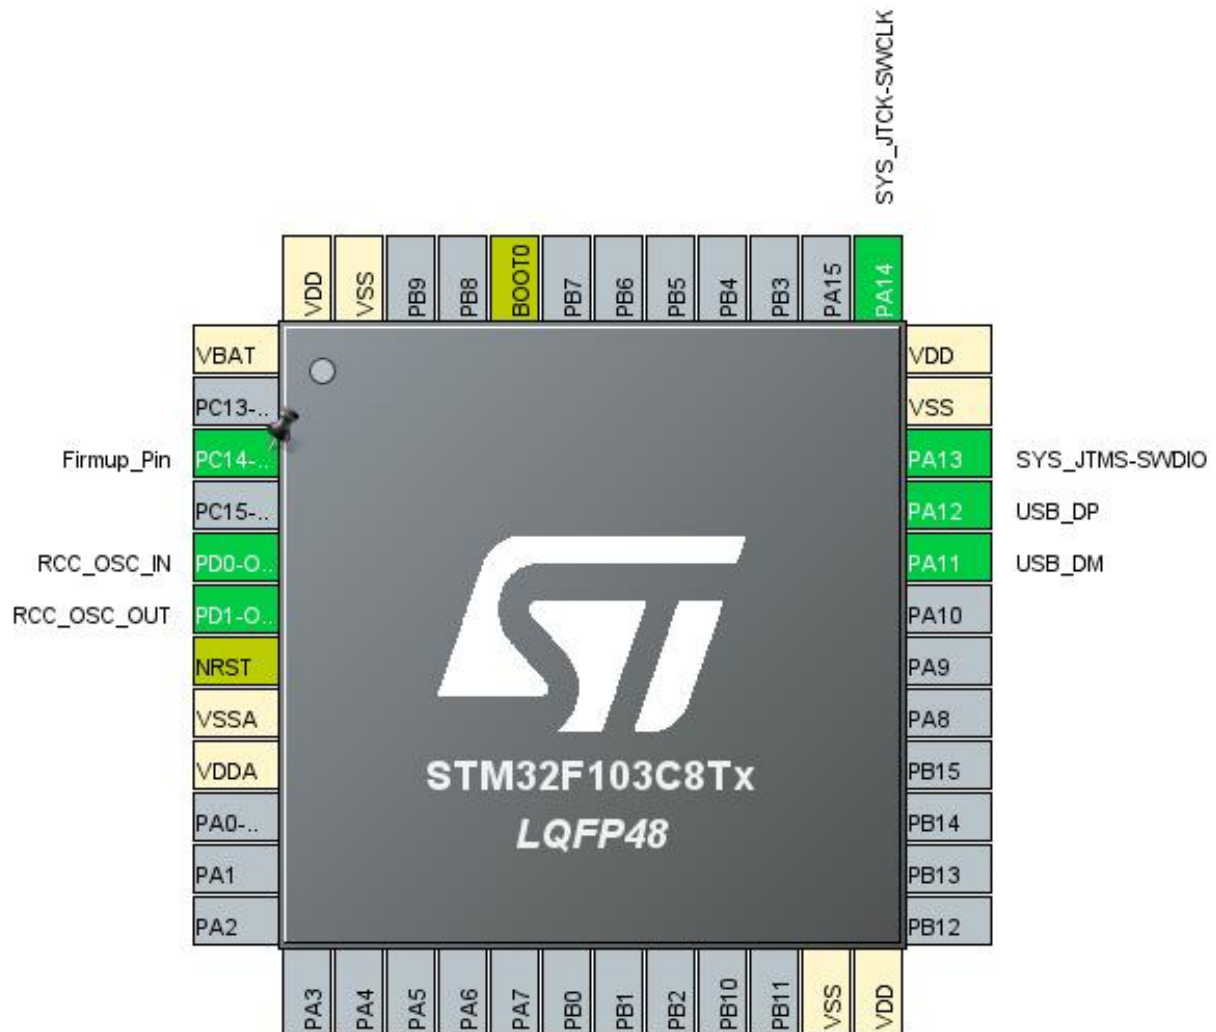 SYS_JTCK-SWCLK
VDD VSS PB9 PB8 BOOT0 PB7 PB6 PB5 PB4 PB3 PA15 PA14
VBAT
PC13-..
Firmup_Pin PC14-..
PC15-..
RCC_OSC_IN PD0-O..
RCC_OSC_OUT PD1-O..
NRST
VSSA
VDDA
PA0-..
PA1
PA2
ST
STM32F103C8Tx
LQFP48
VDD
VSS
PA13 SYS_JTMS-SWDIO
PA12 USB_DP
PA11 USB_DM
PA10
PA9
PA8
PB15
PB14
PB13
PB12
PA3 PA4 PA5 PA6 PA7 PB0 PB1 PB2 PB10 PB11 VSS VDD